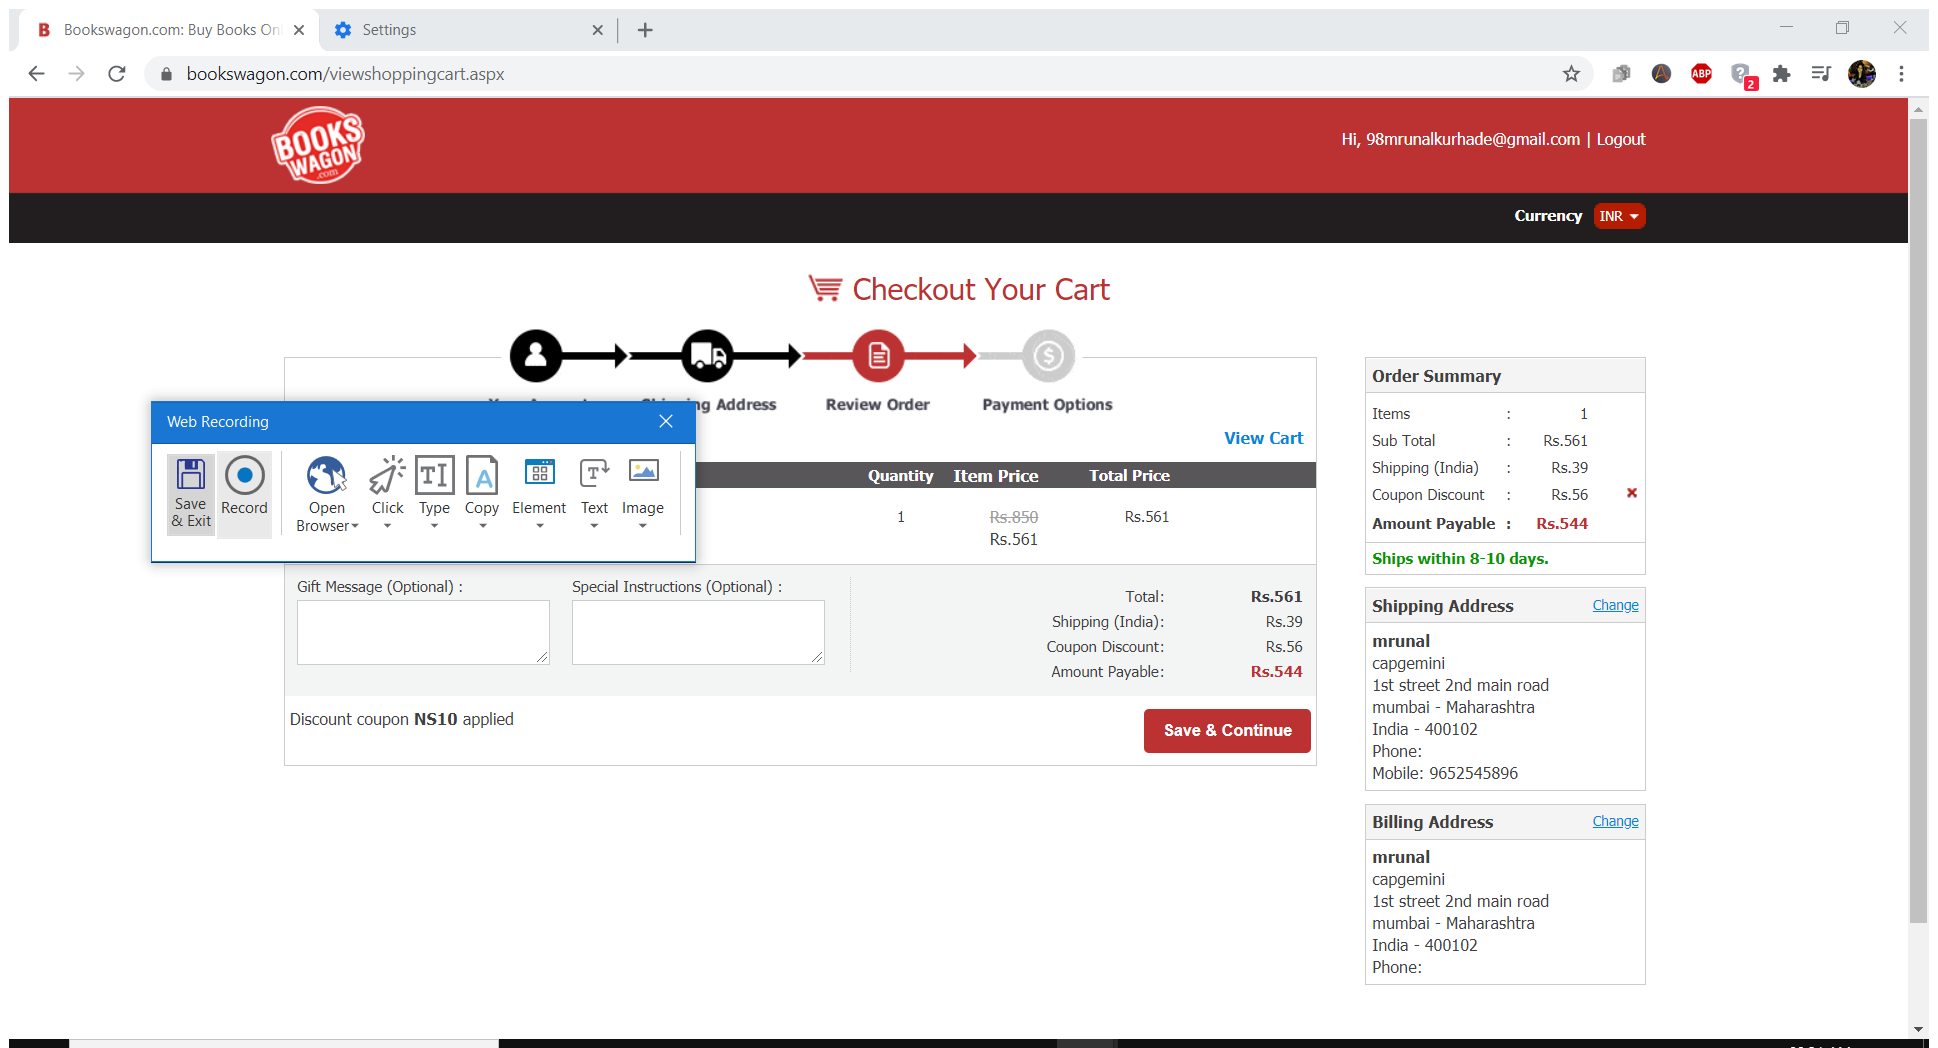 Bookswagon.com: Buy Books On
Settings
bookswagon.com/viewshoppingcart.aspx
ABP
2
BOOKS
WAGON
.com
Hi, 98mrunalkurhade@gmail.com | Logout
Currency INR
Checkout Your Cart
Shipping Address
Review Order
Payment Options
View Cart
Quantity Item Price Total Price
1 Rs.850 Rs.561
Rs.561
Web Recording
Save & Exit
Record
Open Browser
Click
Type
Copy
Element
Text
Image
Gift Message (Optional) :
Special Instructions (Optional) :
Total: Rs.561
Shipping (India): Rs.39
Coupon Discount: Rs.56
Amount Payable: Rs.544
Discount coupon NS10 applied
Save & Continue
Order Summary
Items : 1
Sub Total : Rs.561
Shipping (India) : Rs.39
Coupon Discount : Rs.56
Amount Payable : Rs.544
Ships within 8-10 days.
Shipping Address Change
mrunal
capgemini
1st street 2nd main road
mumbai - Maharashtra
India - 400102
Phone:
Mobile: 9652545896
Billing Address Change
mrunal
capgemini
1st street 2nd main road
mumbai - Maharashtra
India - 400102
Phone: